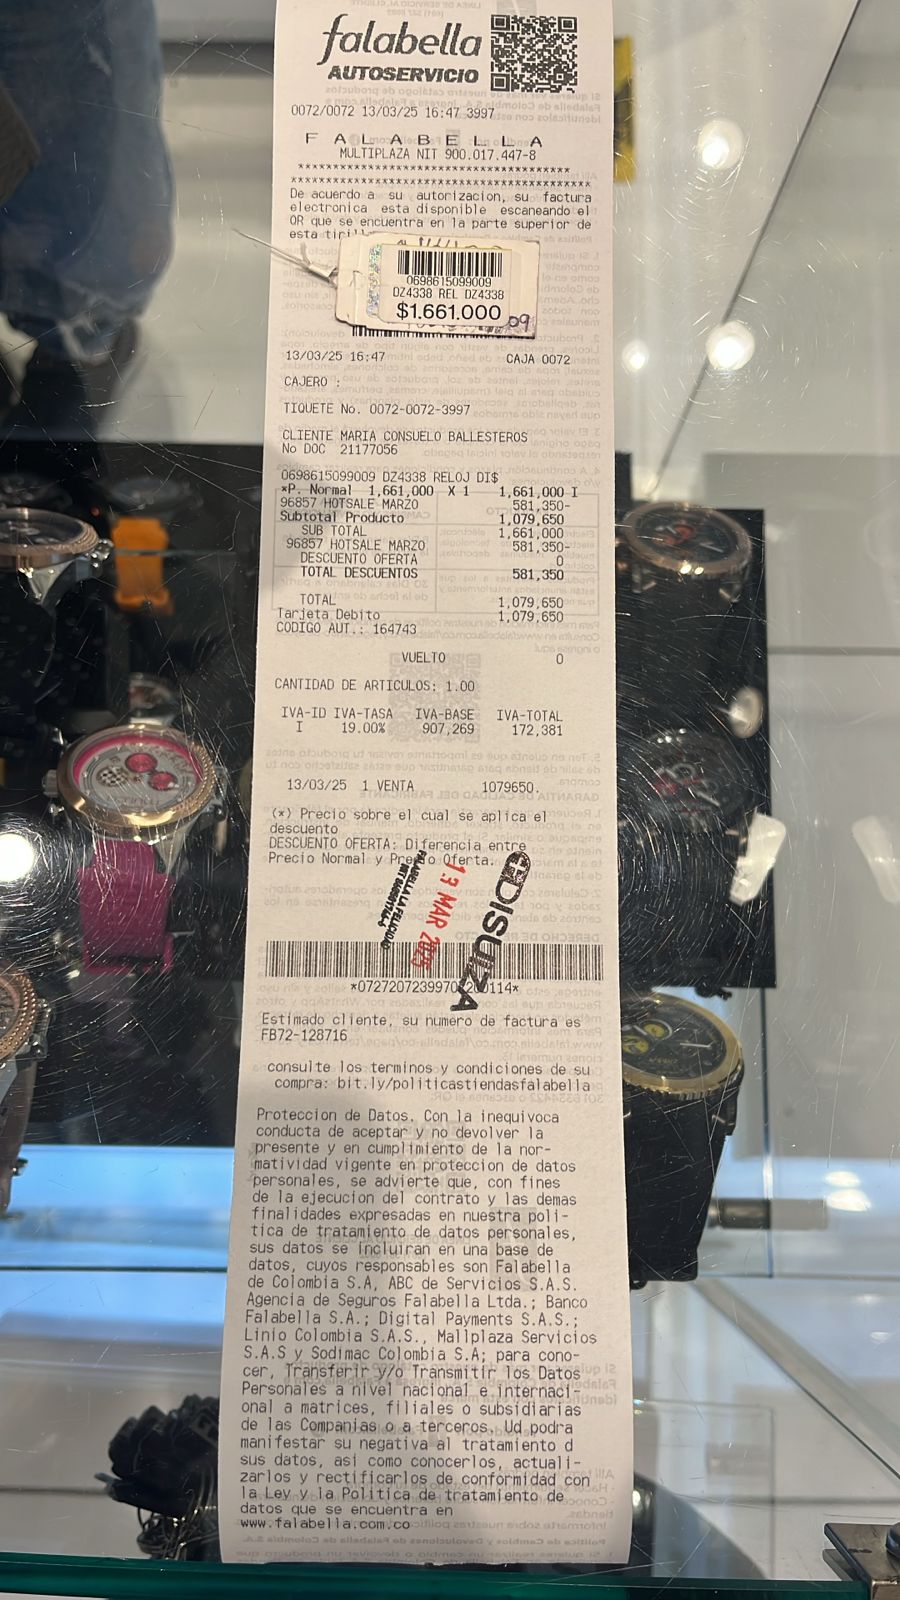 falabella
AUTOSERVICIO
0072/0072 13/03/25 16:47 3997
F A L A B E L L A
MULTIPLAZA NIT 900.017.447-8
De acuerdo a su autorizacion, su factura
electronica esta disponible escaneando el
QR que se encuentra en la parte superior de
esta
0698615099009
DZ4338 REL DZ4338
$1.661.000
13/03/25 16:47 CAJA 0072
CAJERO :
TIQUETE No. 0072-0072-3997
CLIENTE MARIA CONSUELO BALLESTEROS
No DOC 21177056
0698615099009 DZ4338 RELOJ DI$
*P. Normal 1,661,000 X 1 1,661,000 I
96857 HOTSALE MARZO 581,350-
Subtotal Producto 1,079,650
SUB TOTAL 1,661,000
96857 HOTSALE MARZO 581,350-
DESCUENTO OFERTA 0
TOTAL DESCUENTOS 581,350
TOTAL 1,079,650
Tarjeta Debito 1,079,650
CODIGO AUT.: 164743
VUELTO 0
CANTIDAD DE ARTICULOS: 1.00
IVA-ID IVA-TASA IVA-BASE IVA-TOTAL
I 19.00% 907,269 172,381
13/03/25 1 VENTA 1079650.
(*) Precio sobre el cual se aplica el
descuento
DESCUENTO OFERTA: Diferencia entre
Precio Normal y Precio Oferta.
DISUIZA
13 MAR 2025
FALABELLA LA FELICIDAD
Estimado cliente, su numero de factura es
FB72-128716
consulte los terminos y condiciones de su
compra: bit.ly/politicastiendasfalabella
Proteccion de Datos. Con la inequivoca
conducta de aceptar y no devolver la
presente y en cumplimiento de la nor-
matividad vigente en proteccion de datos
personales, se advierte que, con fines
de la ejecucion del contrato y las demas
finalidades expresadas en nuestra poli-
tica de tratamiento de datos personales,
sus datos se incluiran en una base de
datos, cuyos responsables son Falabella
de Colombia S.A, ABC de Servicios S.A.S.
Agencia de Seguros Falabella Ltda.; Banco
Falabella S.A.; Digital Payments S.A.S.;
Linio Colombia S.A.S., Mallplaza Servicios
S.A.S y Sodimac Colombia S.A; para cono-
cer, Transferir y/o Transmitir los Datos
Personales a nivel nacional e internaci-
onal a matrices, filiales o subsidiarias
de las Companias o a terceros. Ud podra
manifestar su negativa al tratamiento d
sus datos, asi como conocerlos, actuali-
zarlos y rectificarlos de conformidad con
la Ley y la Politica de tratamiento de
datos que se encuentra en
www.falabella.com.co